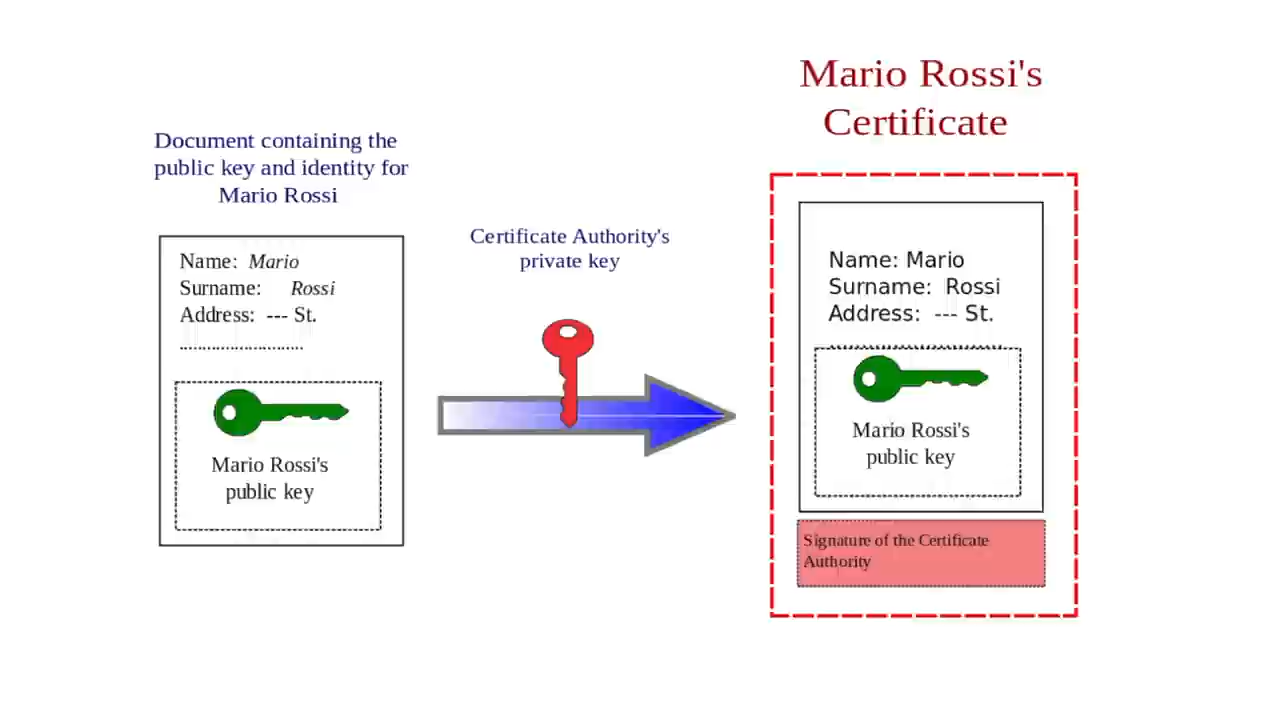 Mario Rossi's
Certificate
Document containing the
public key and identity for
Mario Rossi
Certificate Authority's
private key
Name: Mario
Surname: Rossi
Address: --- St.
...........................
Mario Rossi's
public key
Name: Mario
Surname: Rossi
Address: --- St.
...........................
Mario Rossi's
public key
Signature of the Certificate
Authority